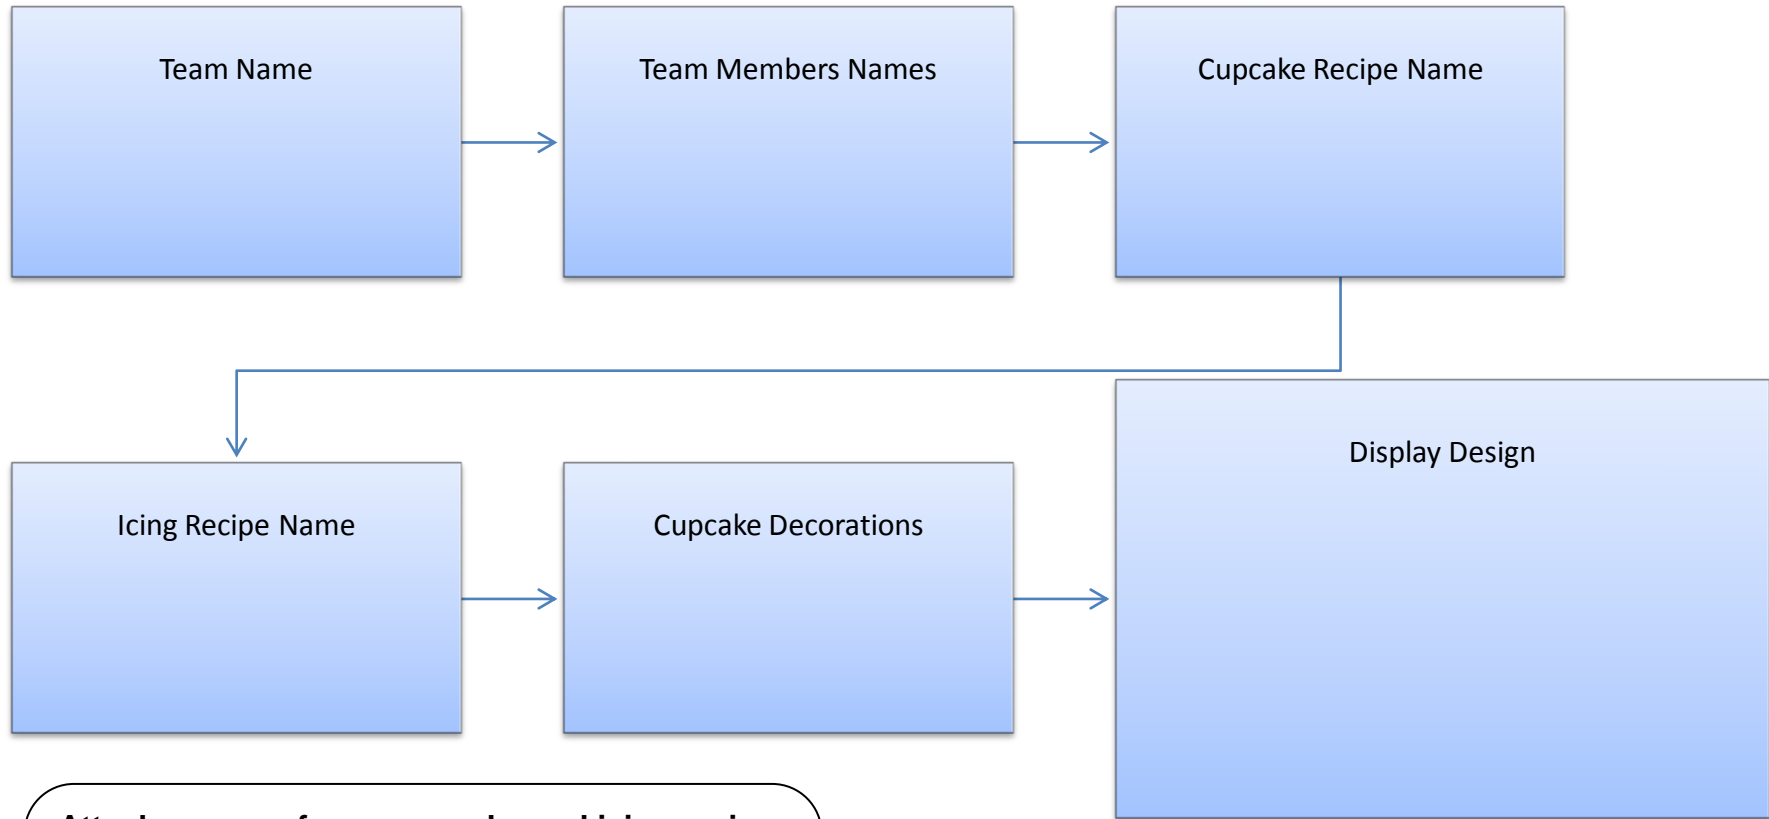 Team Name
Team Members Names
Cupcake Recipe Name
Icing Recipe Name
Cupcake Decorations
Display Design